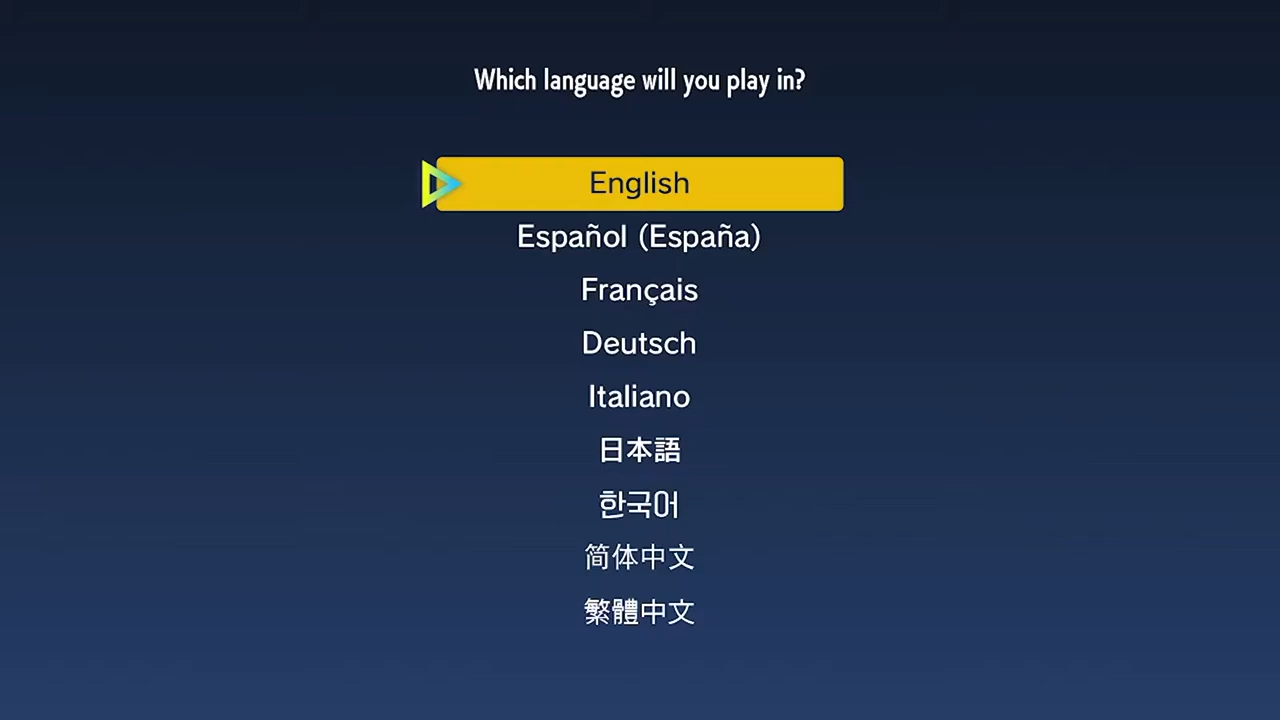 Which language will you play in?
English
Español (España)
Français
Deutsch
Italiano
日本語
한국어
简体中文
繁體中文